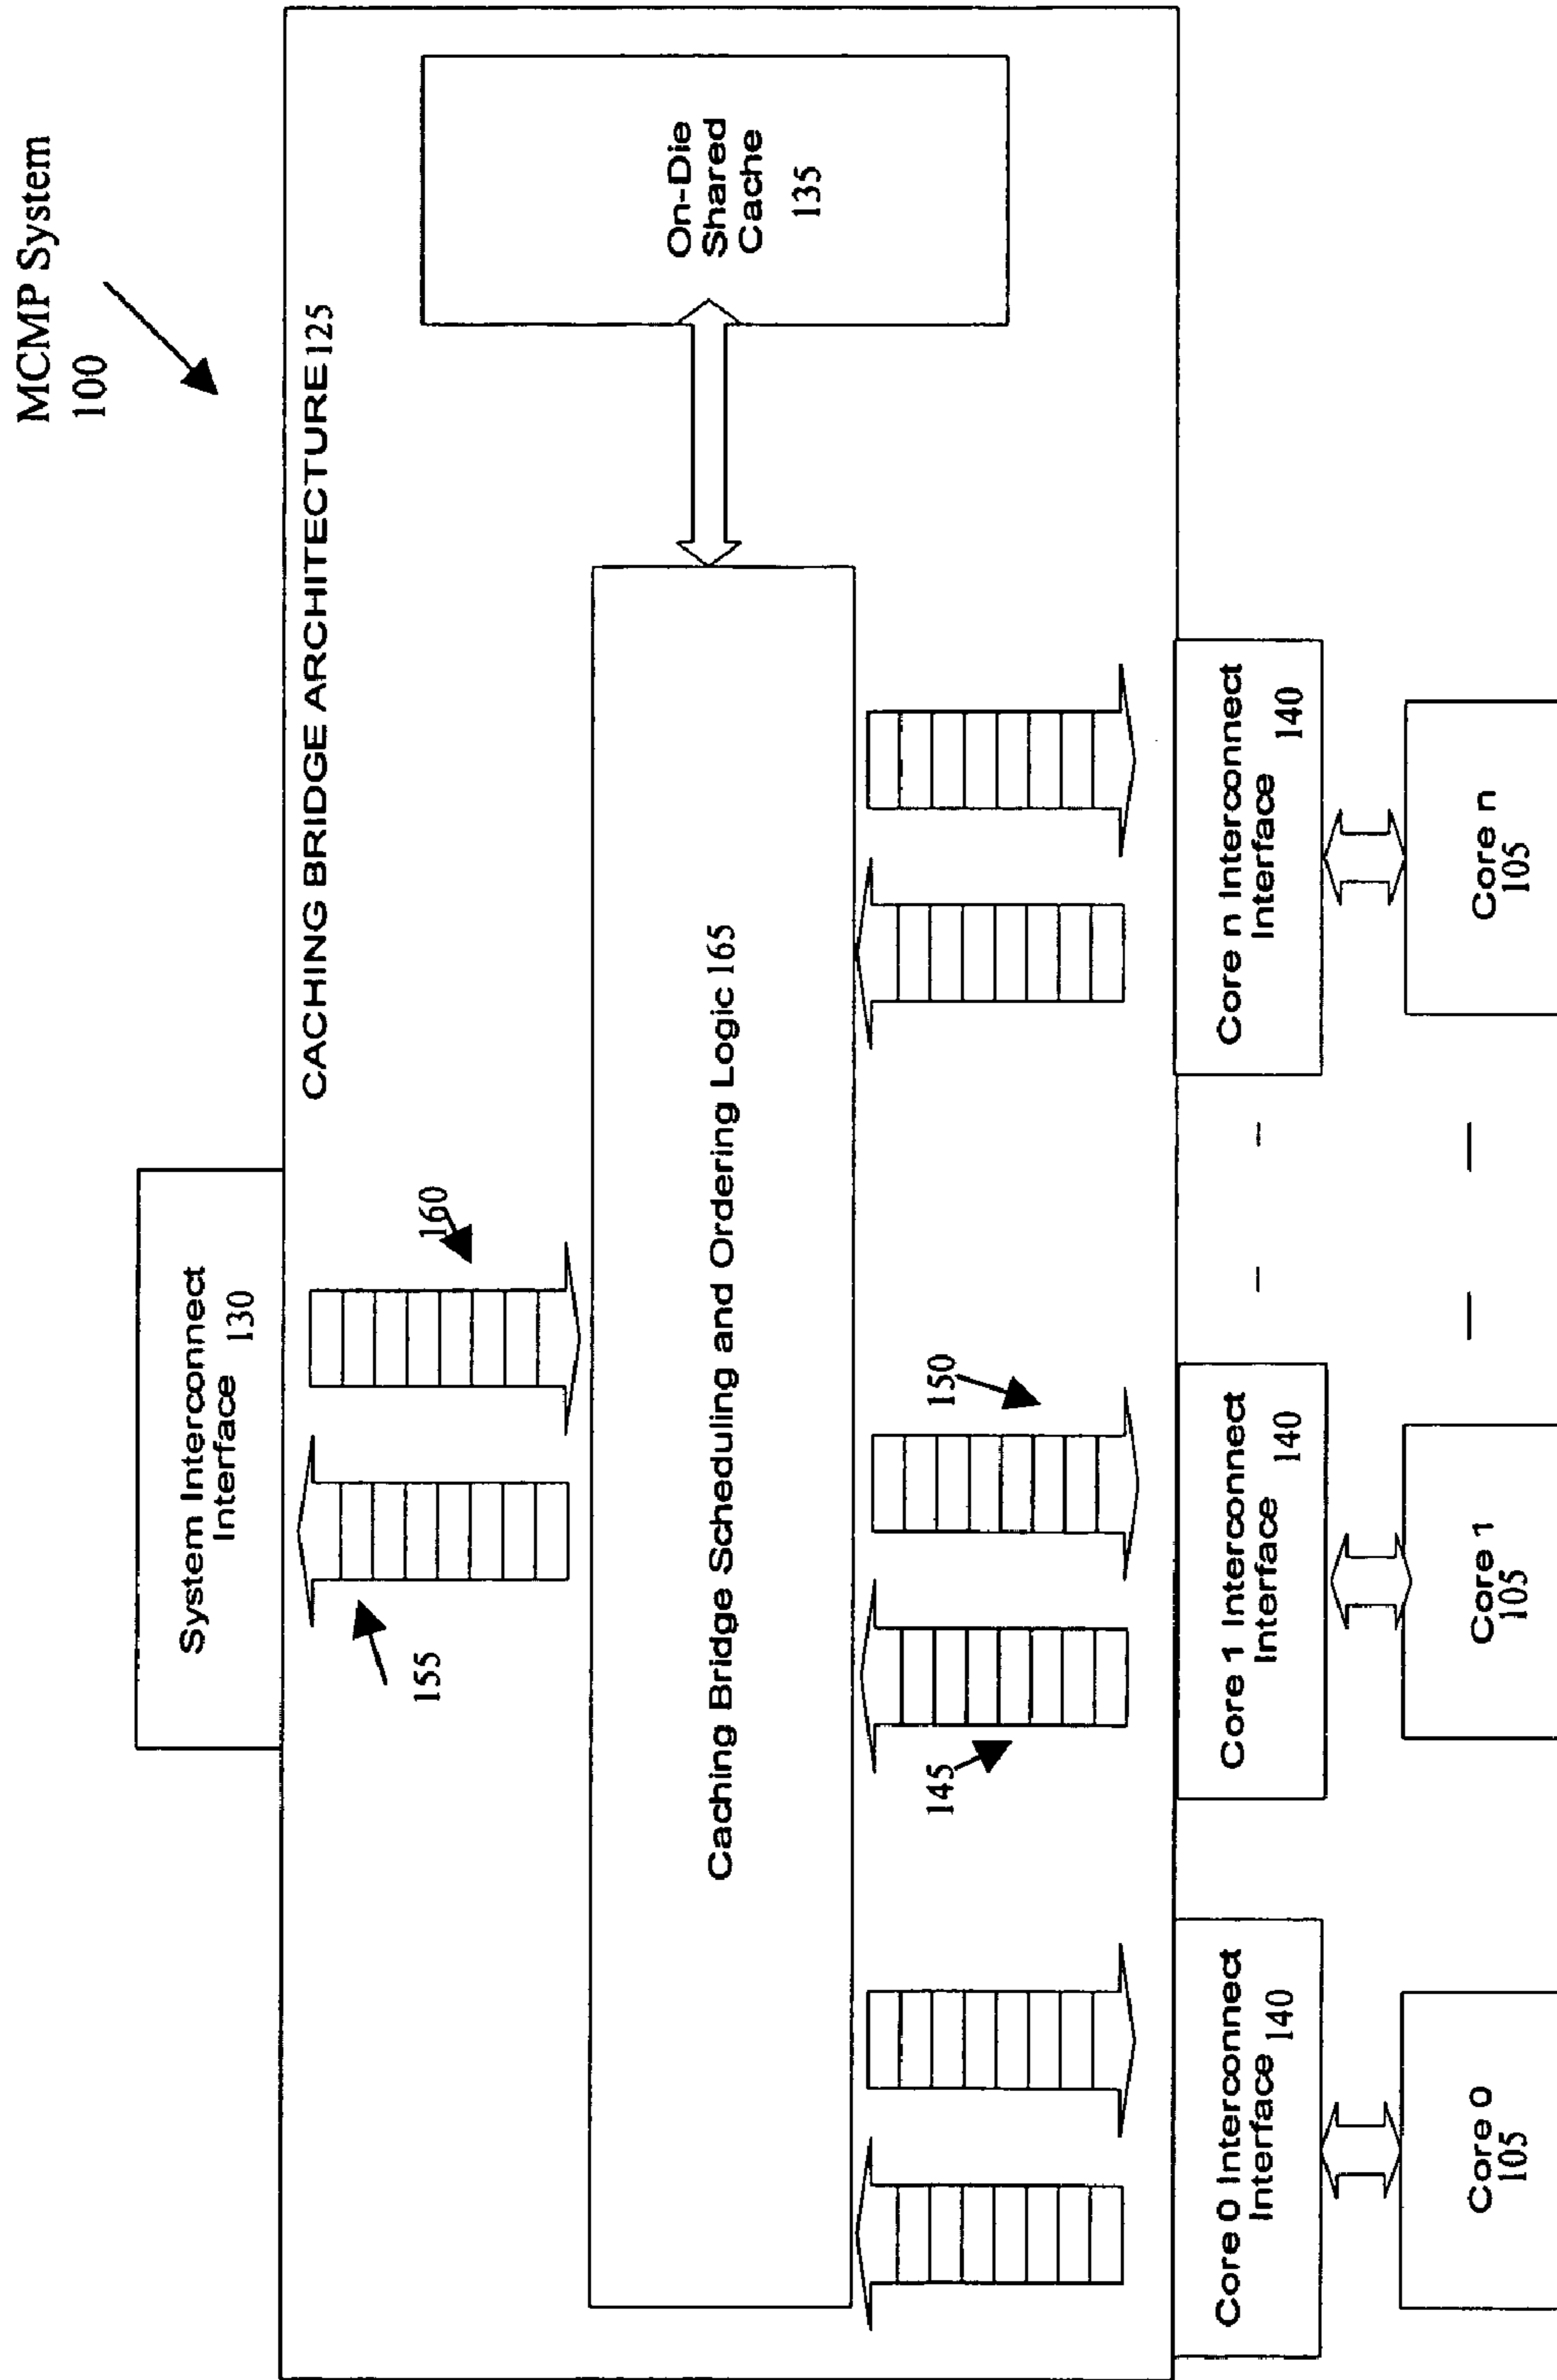 MCMP System
100
CACHING BRIDGE ARCHITECTURE 125
System Interconnect
Interface 130
155
160
On-Die
Shared
Cache
135
Caching Bridge Scheduling and Ordering Logic 165
145
150
Core 0 Interconnect
Interface 140
Core 1 Interconnect
Interface 140
Core n Interconnect
Interface 140
Core 0
105
Core 1
105
Core n
105